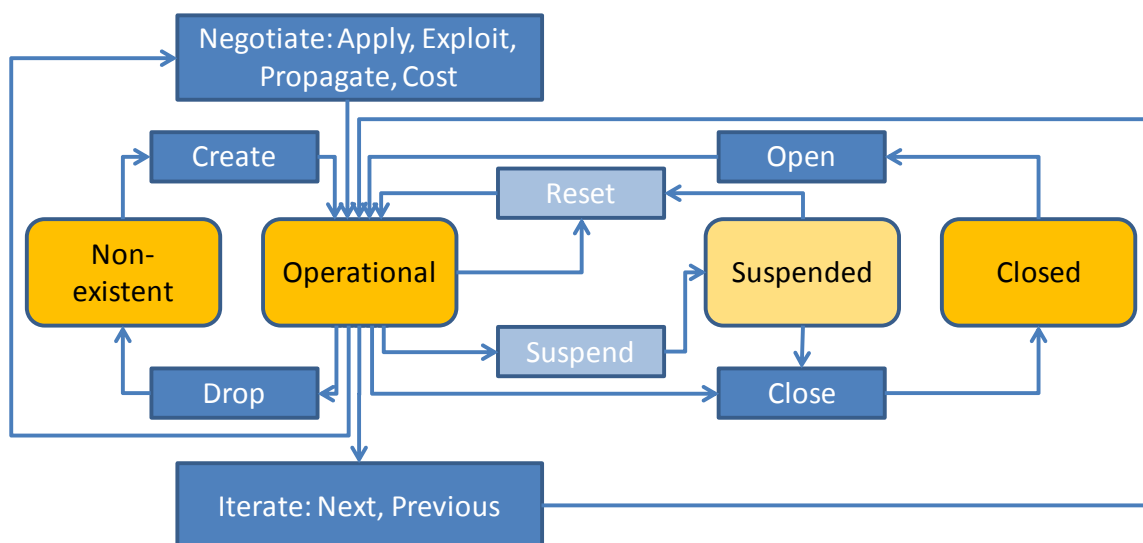 Negotiate: Apply, Exploit,
Propagate, Cost
Create
Open
Reset
Non-
existent
Operational
Suspended
Closed
Suspend
Drop
Close
Iterate: Next, Previous